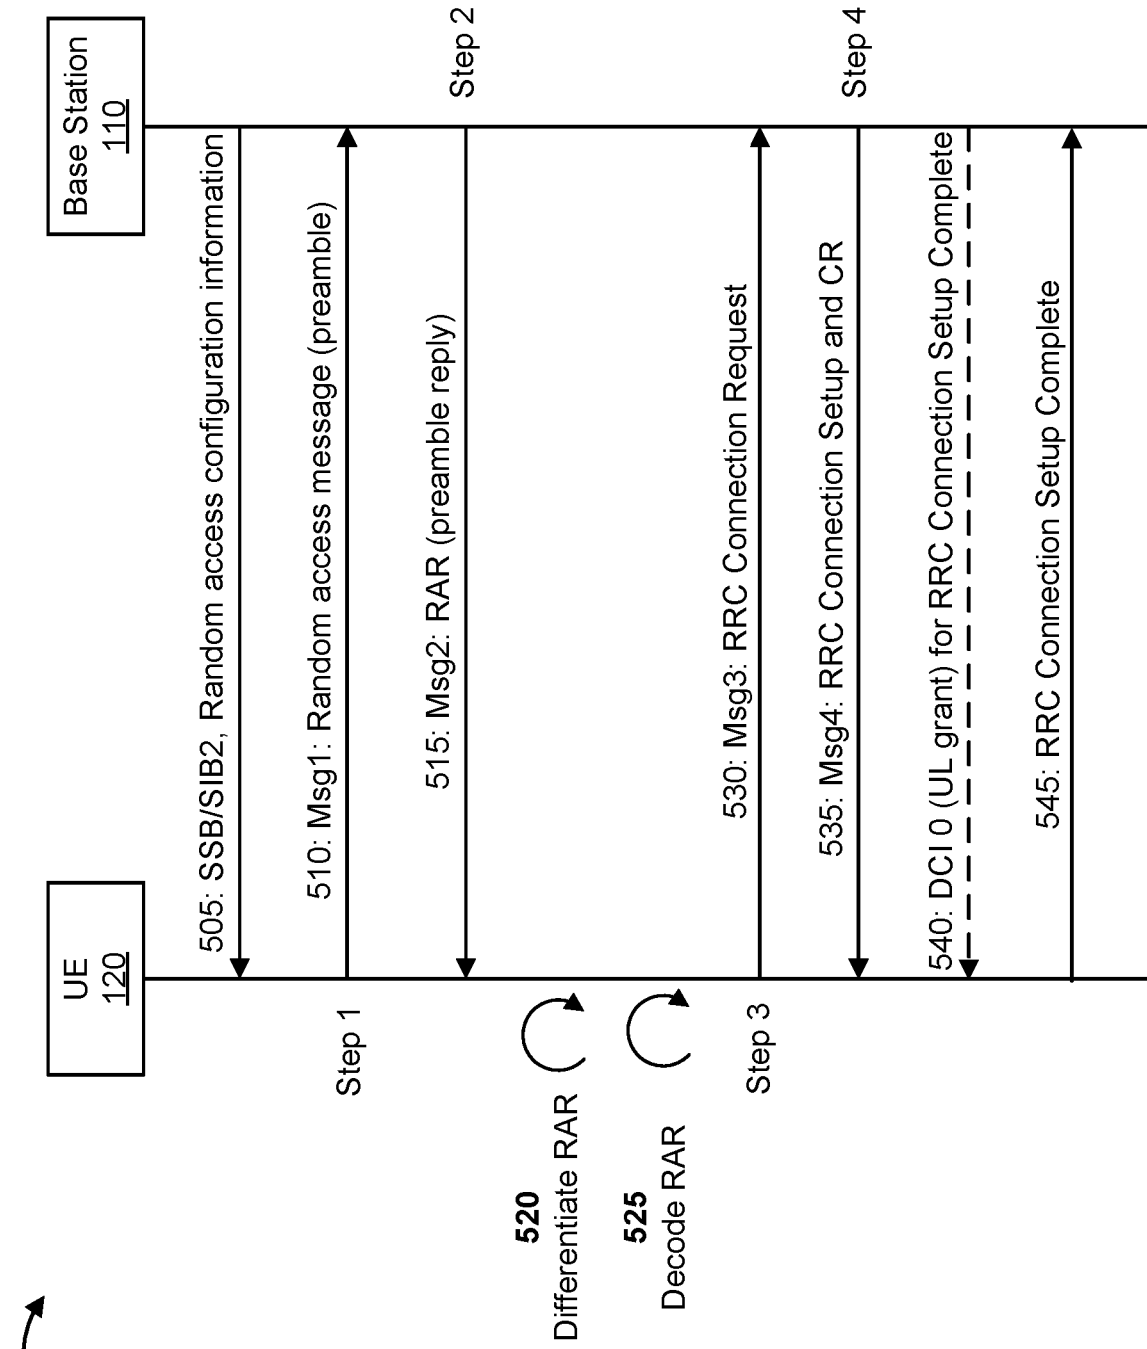 UE
120
Base Station
110
505: SSB/SIB2, Random access configuration information
Step 1
510: Msg1: Random access message (preamble)
515: Msg2: RAR (preamble reply)
Step 2
520
Differentiate RAR
525
Decode RAR
Step 3
530: Msg3: RRC Connection Request
535: Msg4: RRC Connection Setup and CR
Step 4
540: DCI 0 (UL grant) for RRC Connection Setup Complete
545: RRC Connection Setup Complete